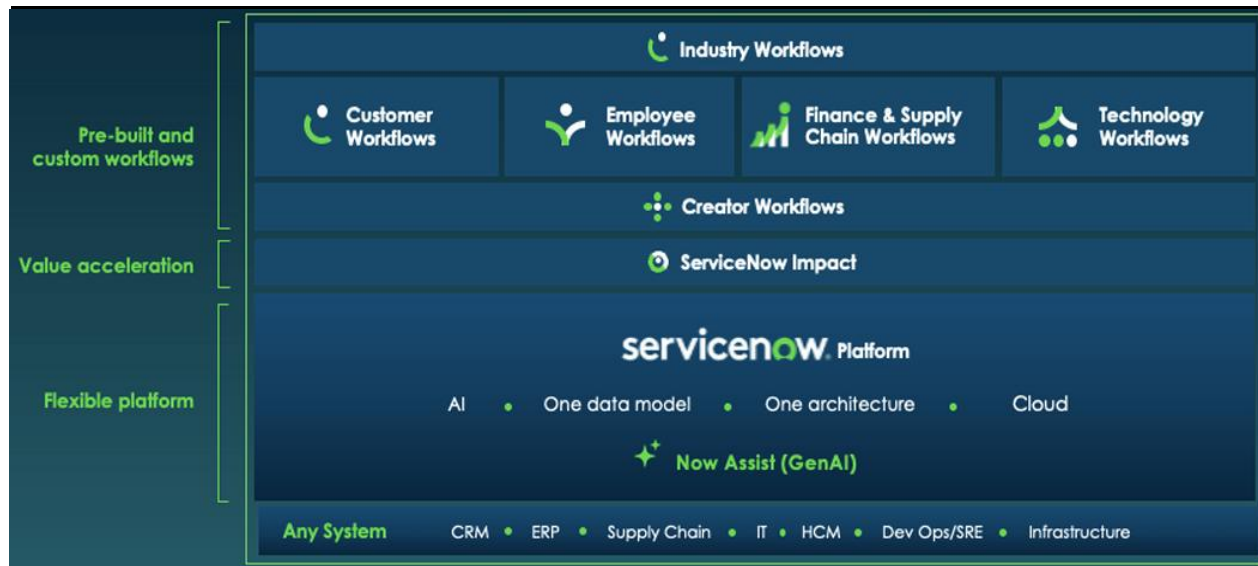 Industry Workflows
Pre-built and
custom workflows
Customer
Workflows
Employee
Workflows
Finance & Supply
Chain Workflows
Technology
Workflows
Creator Workflows
Value acceleration
ServiceNow Impact
Flexible platform
servicenow. Platform
AI • One data model • One architecture • Cloud
Now Assist (GenAI)
Any System CRM • ERP • Supply Chain • IT • HCM • Dev Ops/SRE • Infrastructure